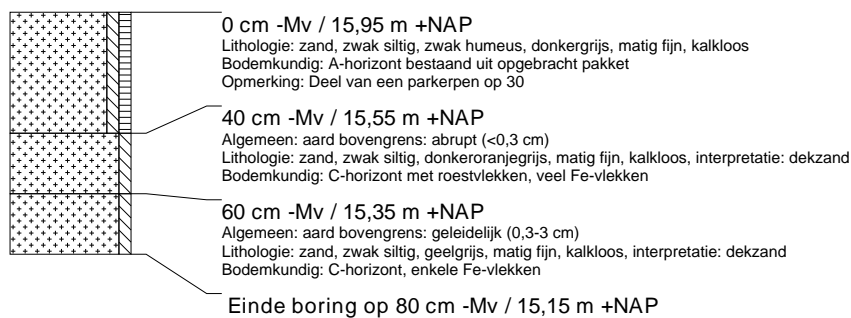 0 cm -Mv / 15,95 m +NAP
Lithologie: zand, zwak siltig, zwak humeus, donkergrijs, matig fijn, kalkloos
Bodemkundig: A-horizont bestaand uit opgebracht pakket
Opmerking: Deel van een parkerpen op 30
40 cm -Mv / 15,55 m +NAP
Algemeen: aard bovengrens: abrupt (<0,3 cm)
Lithologie: zand, zwak siltig, donkeroranjegrijs, matig fijn, kalkloos, interpretatie: dekzand
Bodemkundig: C-horizont met roestvlekken, veel Fe-vlekken
60 cm -Mv / 15,35 m +NAP
Algemeen: aard bovengrens: geleidelijk (0,3-3 cm)
Lithologie: zand, zwak siltig, geelgrijs, matig fijn, kalkloos, interpretatie: dekzand
Bodemkundig: C-horizont, enkele Fe-vlekken
Einde boring op 80 cm -Mv / 15,15 m +NAP